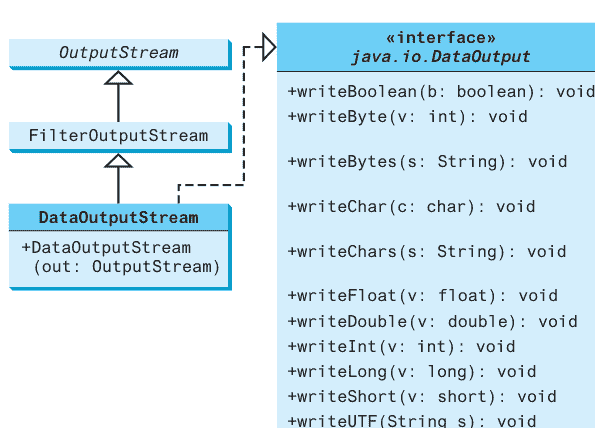 OutputStream
FilterOutputStream
DataOutputStream
+DataOutputStream
(out: OutputStream)
«interface»
java.io.DataOutput
+writeBoolean(b: boolean): void
+writeByte(v: int): void
+writeBytes(s: String): void
+writeChar(c: char): void
+writeChars(s: String): void
+writeFloat(v: float): void
+writeDouble(v: double): void
+writeInt(v: int): void
+writeLong(v: long): void
+writeShort(v: short): void
+writeUTF(String s): void